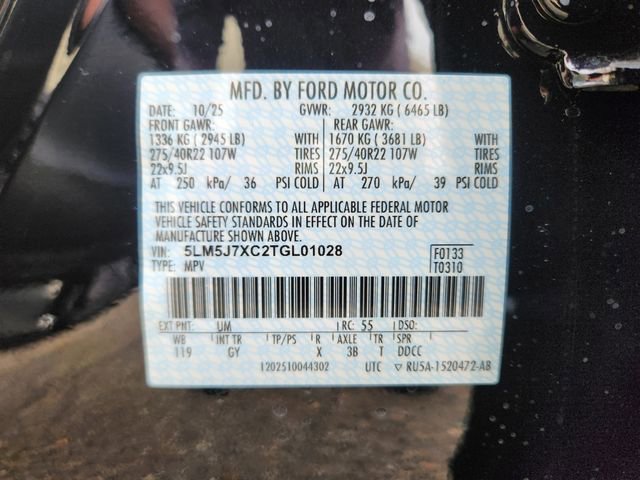 MFD. BY FORD MOTOR CO.
DATE: 10/25 GVWR: 2932 KG ( 6465 LB)
FRONT GAWR: REAR GAWR:
1336 KG ( 2945 LB) WITH 1670 KG ( 3681 LB) WITH
275/40R22 107W TIRES 275/40R22 107W TIRES
22x9.5J RIMS 22x9.5J RIMS
AT 250 kPa/ 36 PSI COLD AT 270 kPa/ 39 PSI COLD
THIS VEHICLE CONFORMS TO ALL APPLICABLE FEDERAL MOTOR
VEHICLE SAFETY STANDARDS IN EFFECT ON THE DATE OF
MANUFACTURE SHOWN ABOVE.
VIN: 5LM5J7XC2TGL01028 F0133
TYPE: MPV T0310
EXT PNT: UM RC: 55 DSO:
WB INT TR TP/PS R AXLE TR SPR
119 GY X 3B T DDCC
1202510044302 UTC ▽ RU5A-1520472-AB